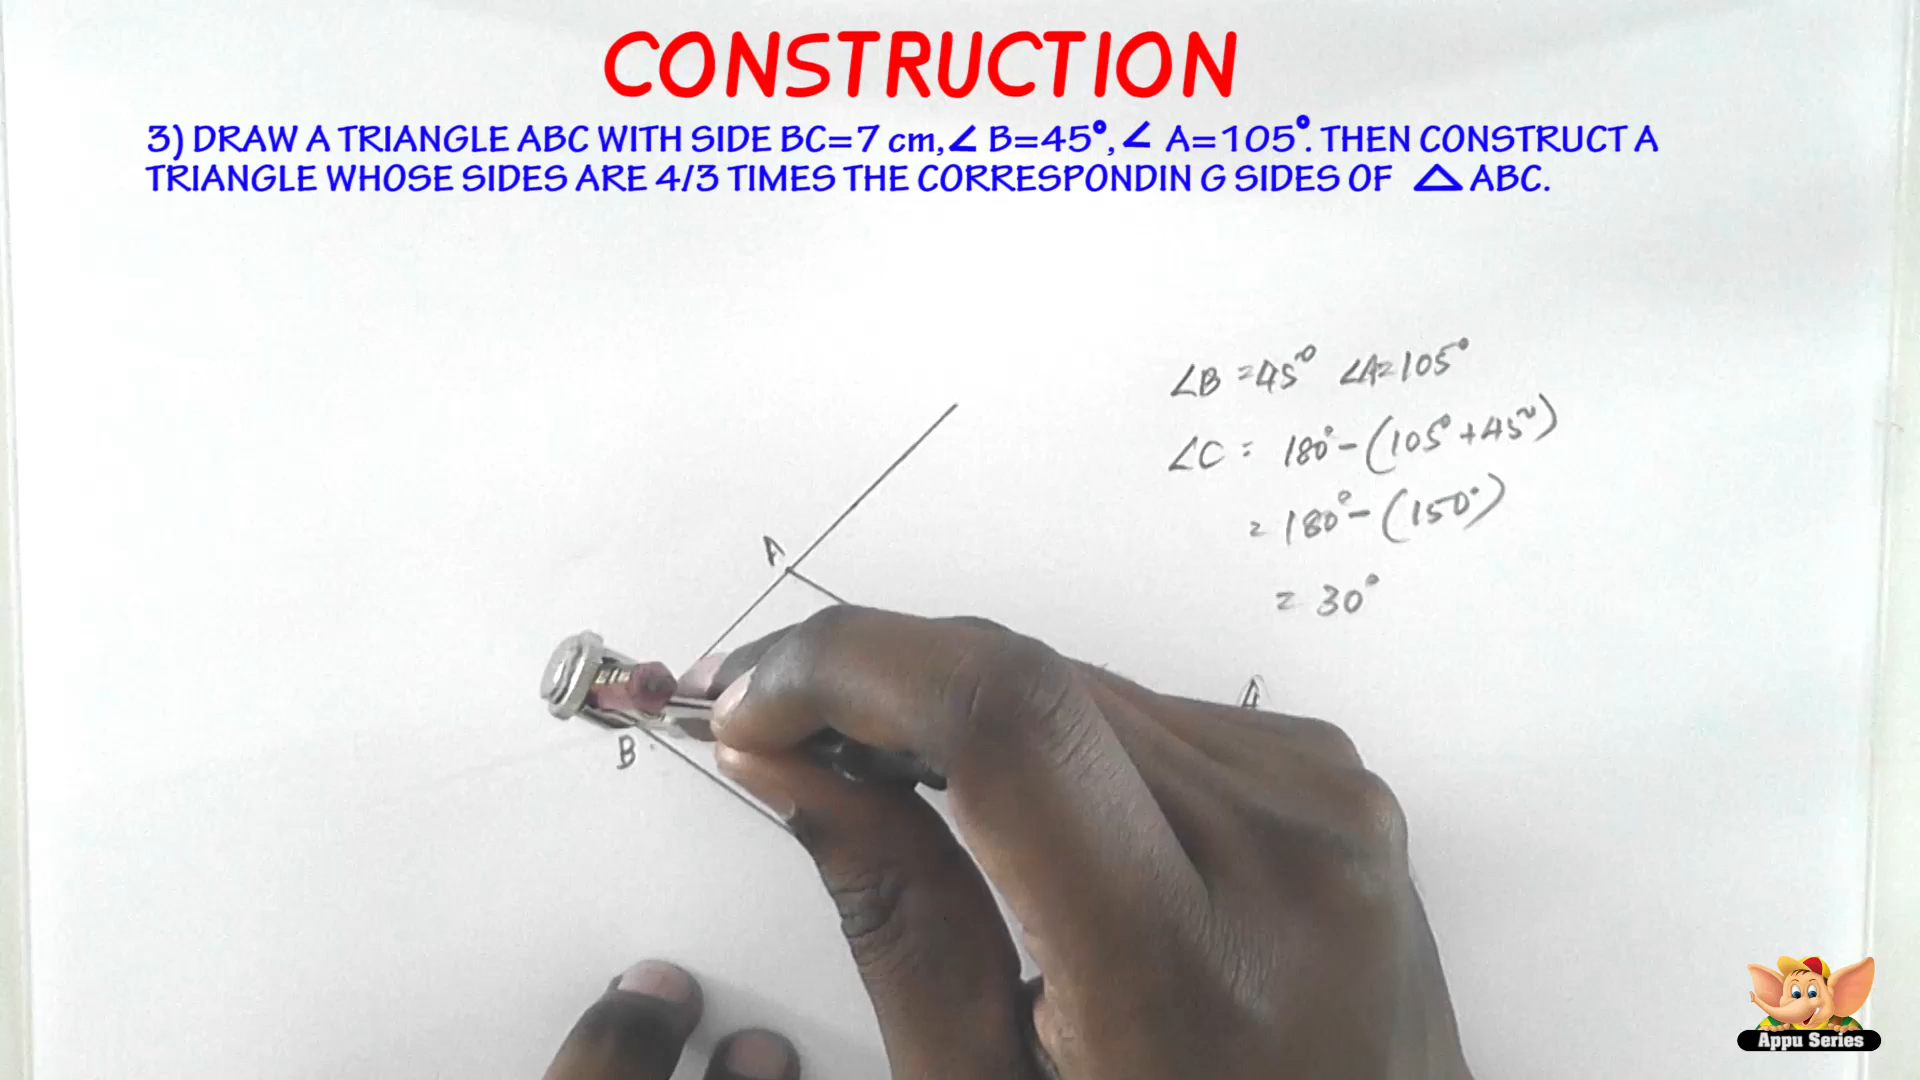 CONSTRUCTION
3) DRAW A TRIANGLE ABC WITH SIDE BC=7 cm,∠ B=45°,∠ A=105°. THEN CONSTRUCT A
TRIANGLE WHOSE SIDES ARE 4/3 TIMES THE CORRESPONDIN G SIDES OF △ ABC.
∠B =45° ∠A=105°
∠C = 180°-(105°+45°)
= 180°-(150°)
= 30°
A
A
B
Appu Series